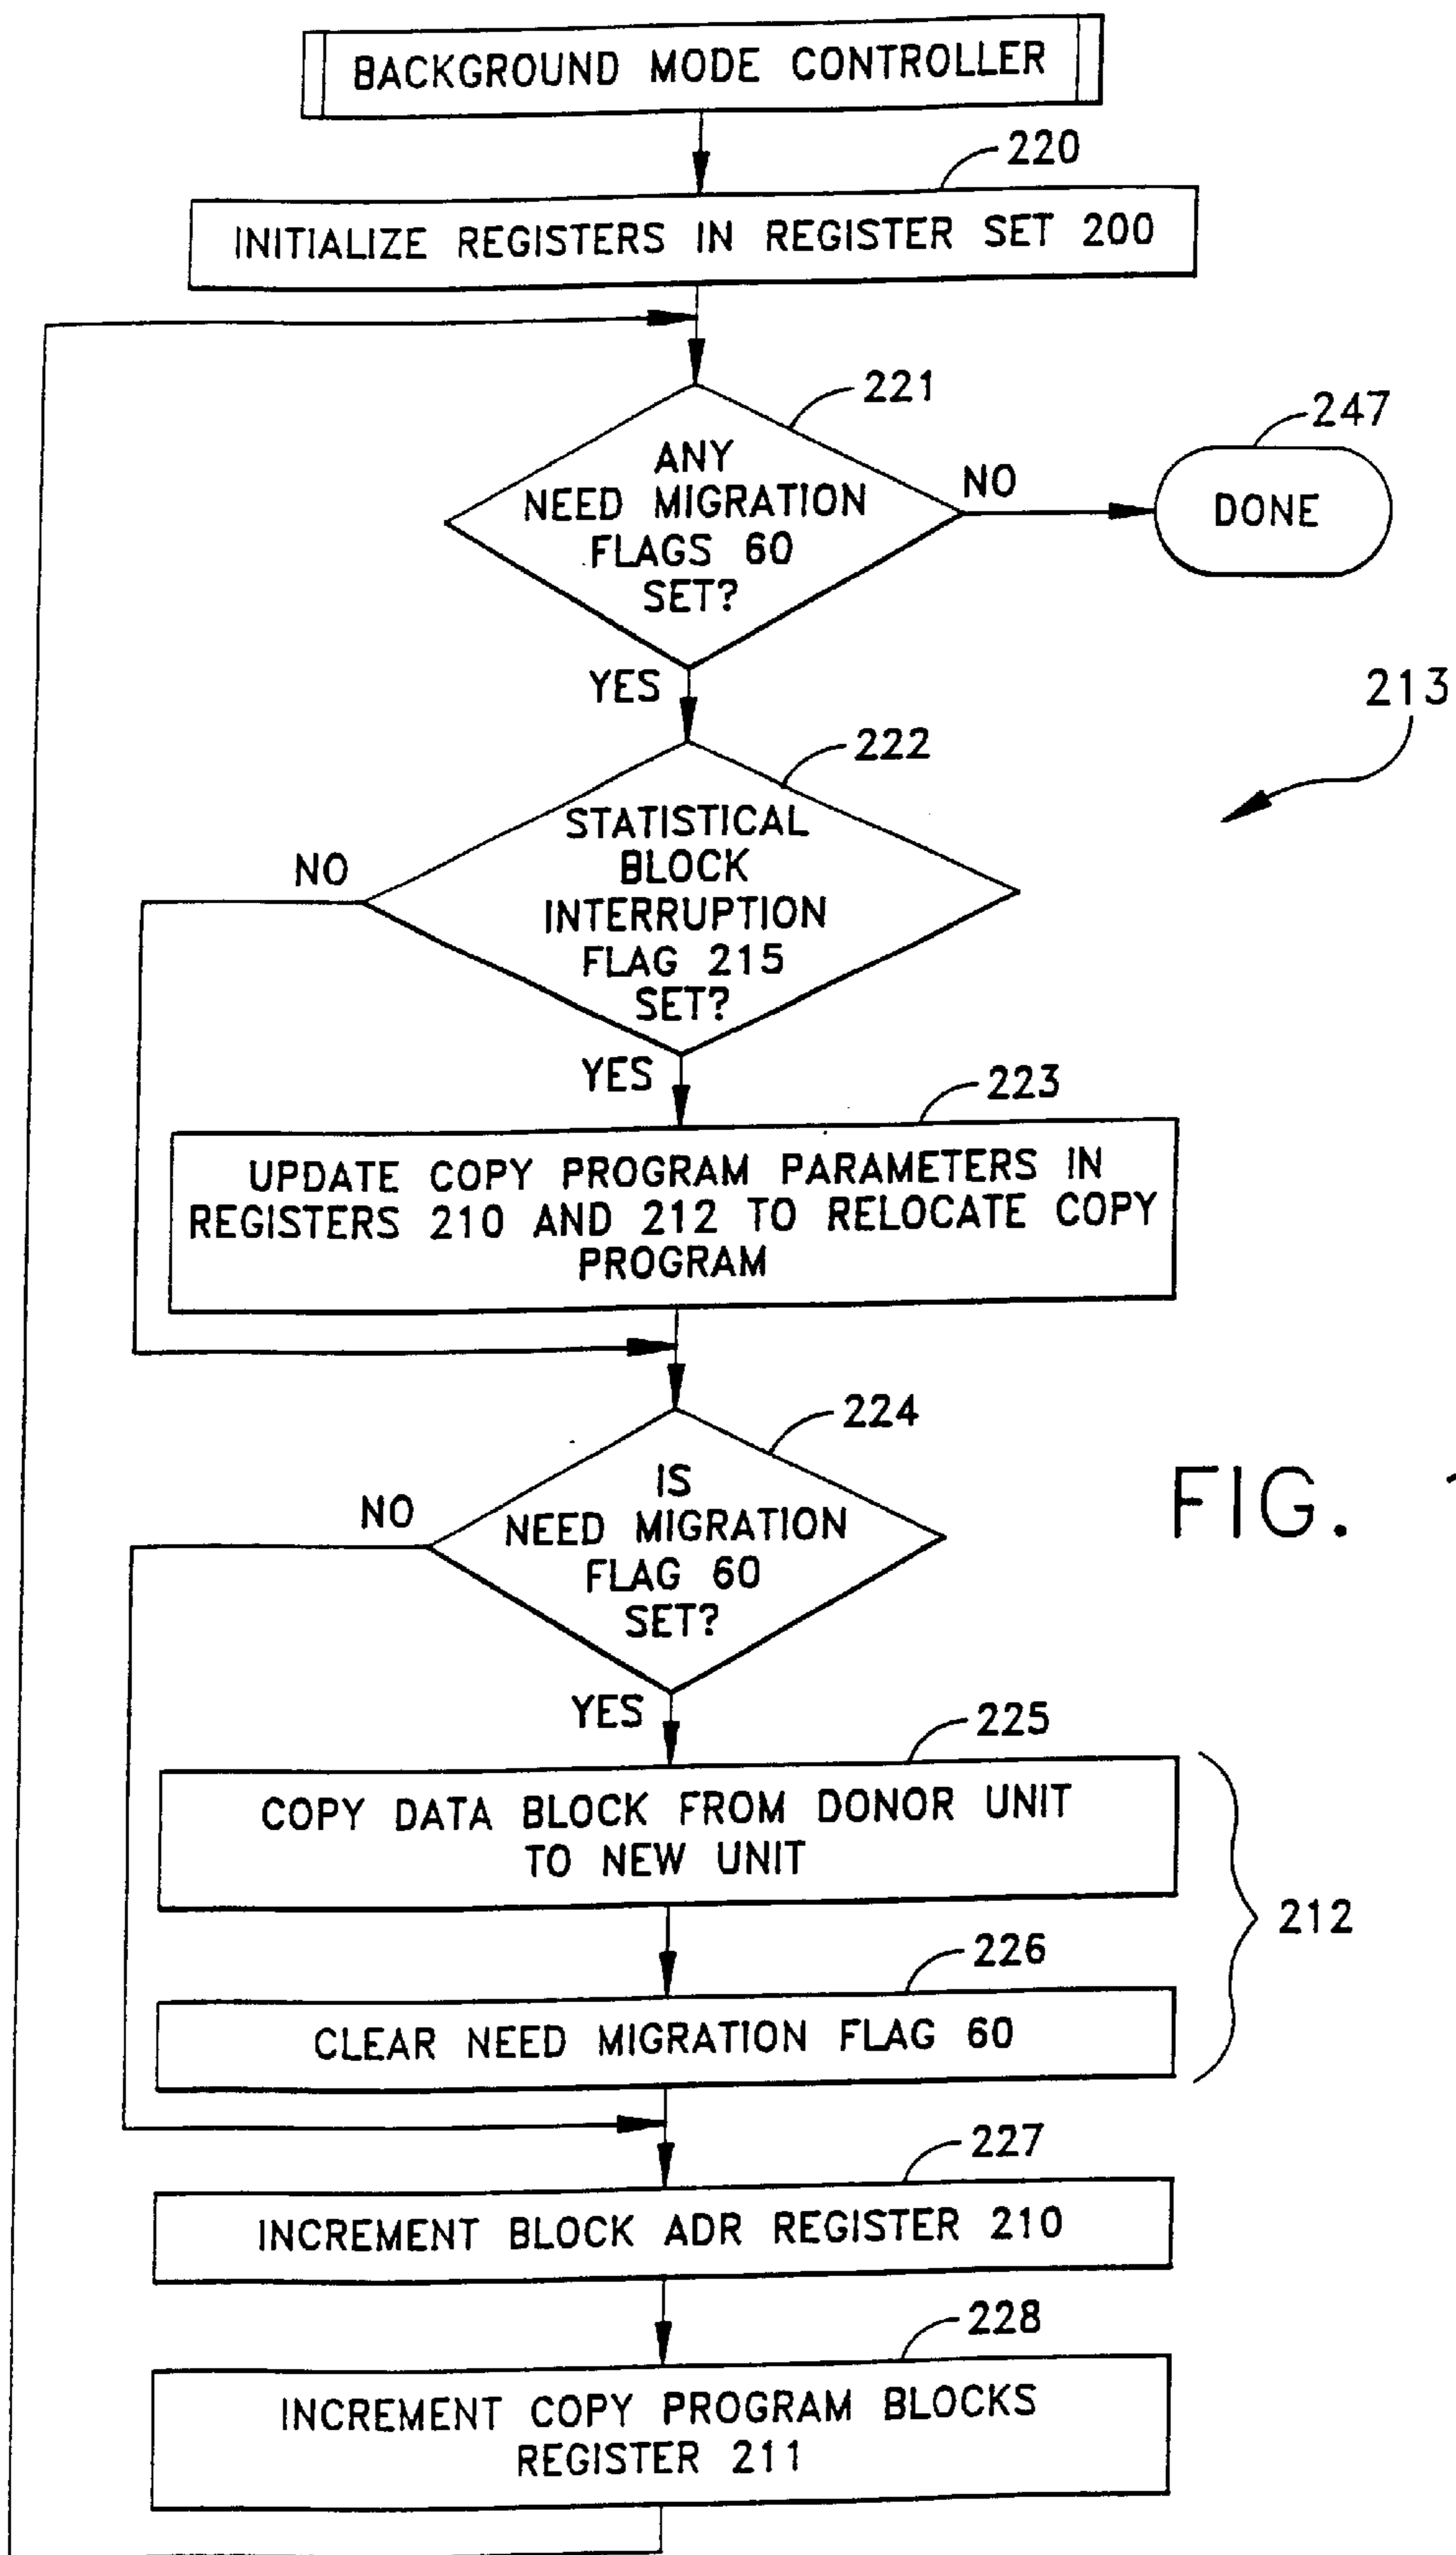 BACKGROUND MODE CONTROLLER
220
INITIALIZE REGISTERS IN REGISTER SET 200
221
247
ANY
NEED MIGRATION
FLAGS 60
SET?
NO
DONE
YES
213
222
STATISTICAL
BLOCK
INTERRUPTION
FLAG 215
SET?
NO
YES
223
UPDATE COPY PROGRAM PARAMETERS IN
REGISTERS 210 AND 212 TO RELOCATE COPY
PROGRAM
224
IS
NEED MIGRATION
FLAG 60
SET?
NO
FIG.
YES
225
COPY DATA BLOCK FROM DONOR UNIT
TO NEW UNIT
212
226
CLEAR NEED MIGRATION FLAG 60
227
INCREMENT BLOCK ADR REGISTER 210
228
INCREMENT COPY PROGRAM BLOCKS
REGISTER 211